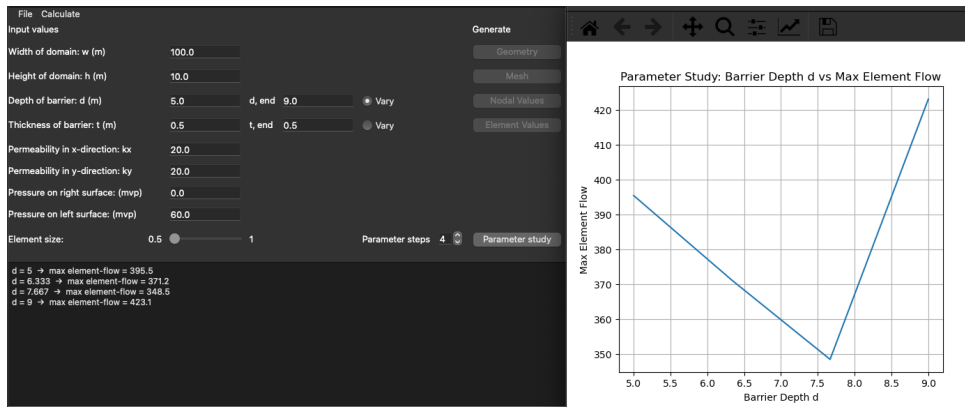 File Calculate
Input values Generate
Width of domain: w (m) 100.0 Geometry
Height of domain: h (m) 10.0 Mesh
Depth of barrier: d (m) 5.0 d, end 9.0 Vary Nodal Values
Thickness of barrier: t (m) 0.5 t, end 0.5 Vary Element Values
Permeability in x-direction: kx 20.0
Permeability in y-direction: ky 20.0
Pressure on right surface: (mvp) 0.0
Pressure on left surface: (mvp) 60.0
Element size: 0.5 1 Parameter steps 4 Parameter study
d = 5 → max element-flow = 395.5
d = 6.333 → max element-flow = 371.2
d = 7.667 → max element-flow = 348.5
d = 9 → max element-flow = 423.1
Parameter Study: Barrier Depth d vs Max Element Flow
420
410
400
390
380
370
360
350
Max Element Flow
5.0 5.5 6.0 6.5 7.0 7.5 8.0 8.5 9.0
Barrier Depth d